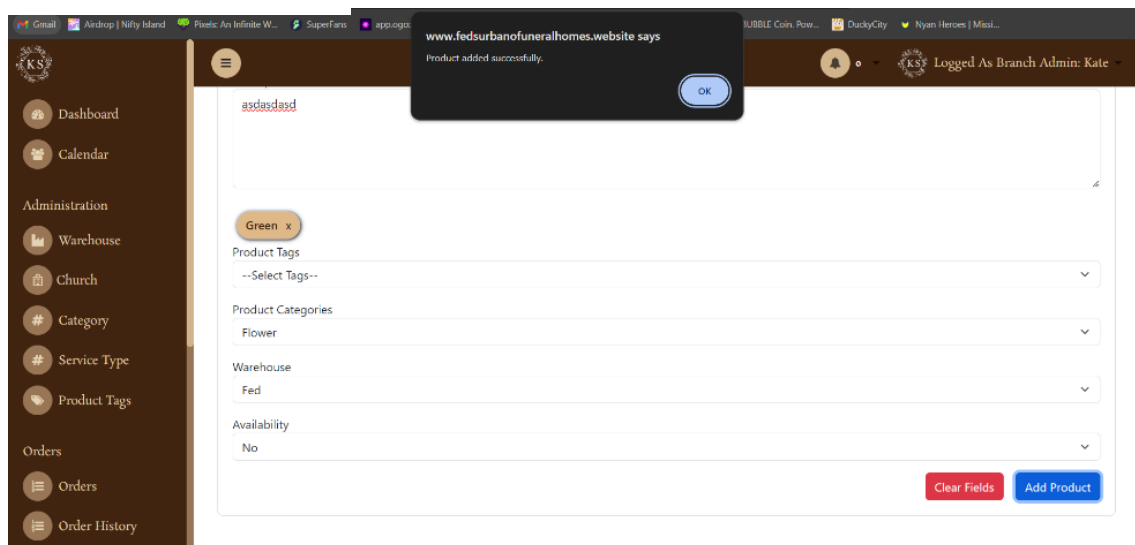 Gmail
Airdrop | Nifty Island
Pixels: An Infinite W...
SuperFans
BUBBLE Coin. Pow...
DuckyCity
Nyan Heroes | Missi...
www.fedsurbanofuneralhomes.website says
Product added successfully.
OK
KS
0
KS
Logged As Branch Admin: Kate
Dashboard
Calendar
Administration
Warehouse
Church
# Category
# Service Type
Product Tags
Orders
Orders
Order History
asdasdasd
Green x
Product Tags
--Select Tags--
Product Categories
Flower
Warehouse
Fed
Availability
No
Clear Fields
Add Product